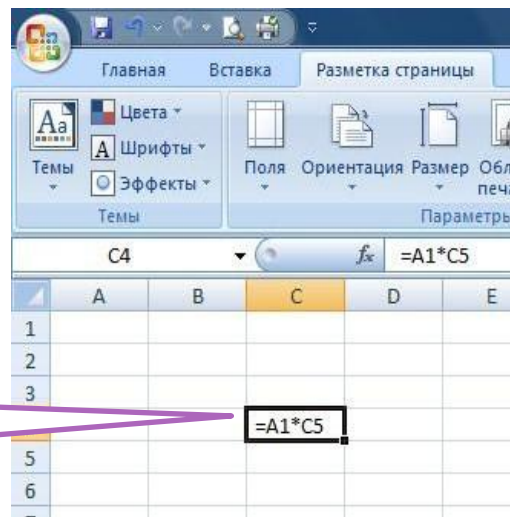 Главная Вставка Разметка страницы
Aa Цвета
A Шрифты
Темы Эффекты Поля Ориентация Размер
Темы
C4 fx =A1*C5
A B C D E
1
2
3
=A1*C5
5
6